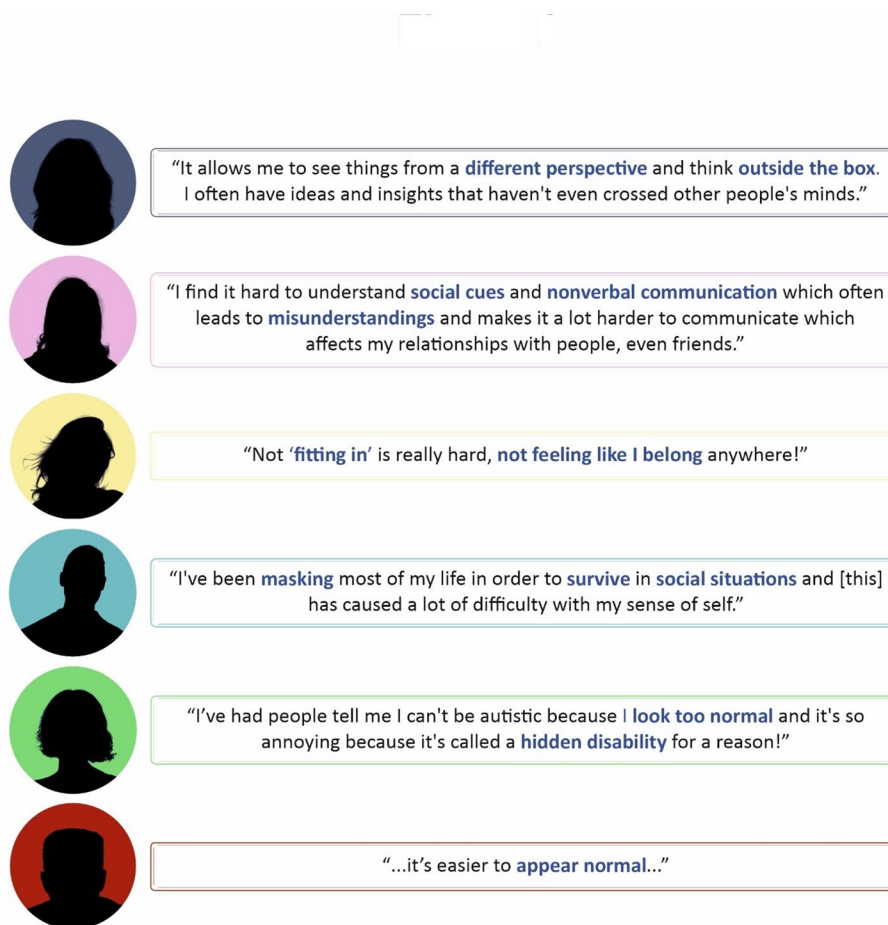 “It allows me to see things from a different perspective and think outside the box.
I often have ideas and insights that haven't even crossed other people's minds.”
“I find it hard to understand social cues and nonverbal communication which often
leads to misunderstandings and makes it a lot harder to communicate which
affects my relationships with people, even friends.”
“Not ‘fitting in’ is really hard, not feeling like I belong anywhere!”
“I've been masking most of my life in order to survive in social situations and [this]
has caused a lot of difficulty with my sense of self.”
“I’ve had people tell me I can't be autistic because I look too normal and it's so
annoying because it's called a hidden disability for a reason!”
“...it’s easier to appear normal...”